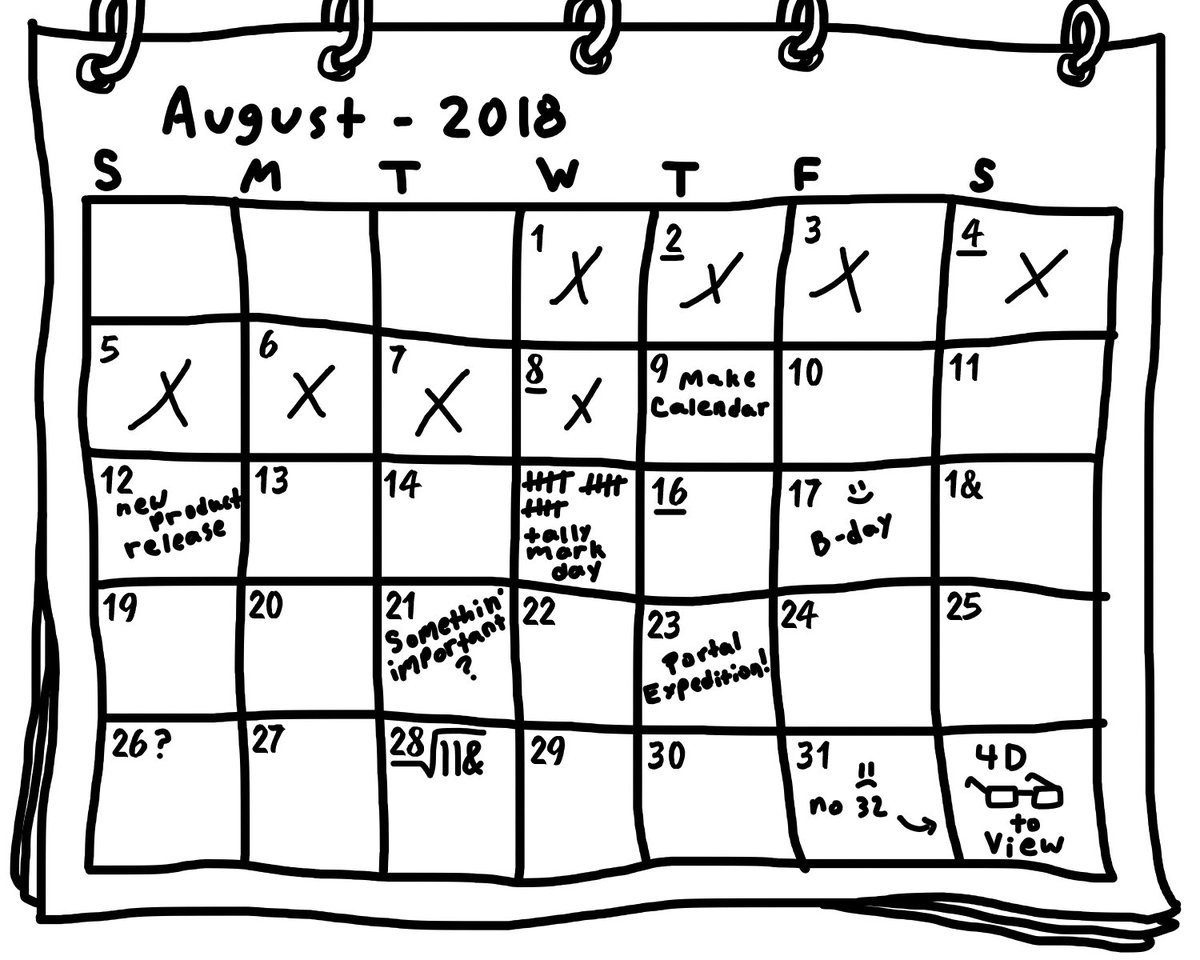 August - 2018
S M T W T F S
1 X 2 X 3 X 4 X
5 X 6 X 7 X 8 X 9 Make Calendar 10 11
12 new product release 13 14 tally mark day 16 17 B-day 1&
19 20 21 Somethin' important ? 22 23 Portal Expedition! 24 25
26? 27 28√11& 29 30 31 no 32 4D to View